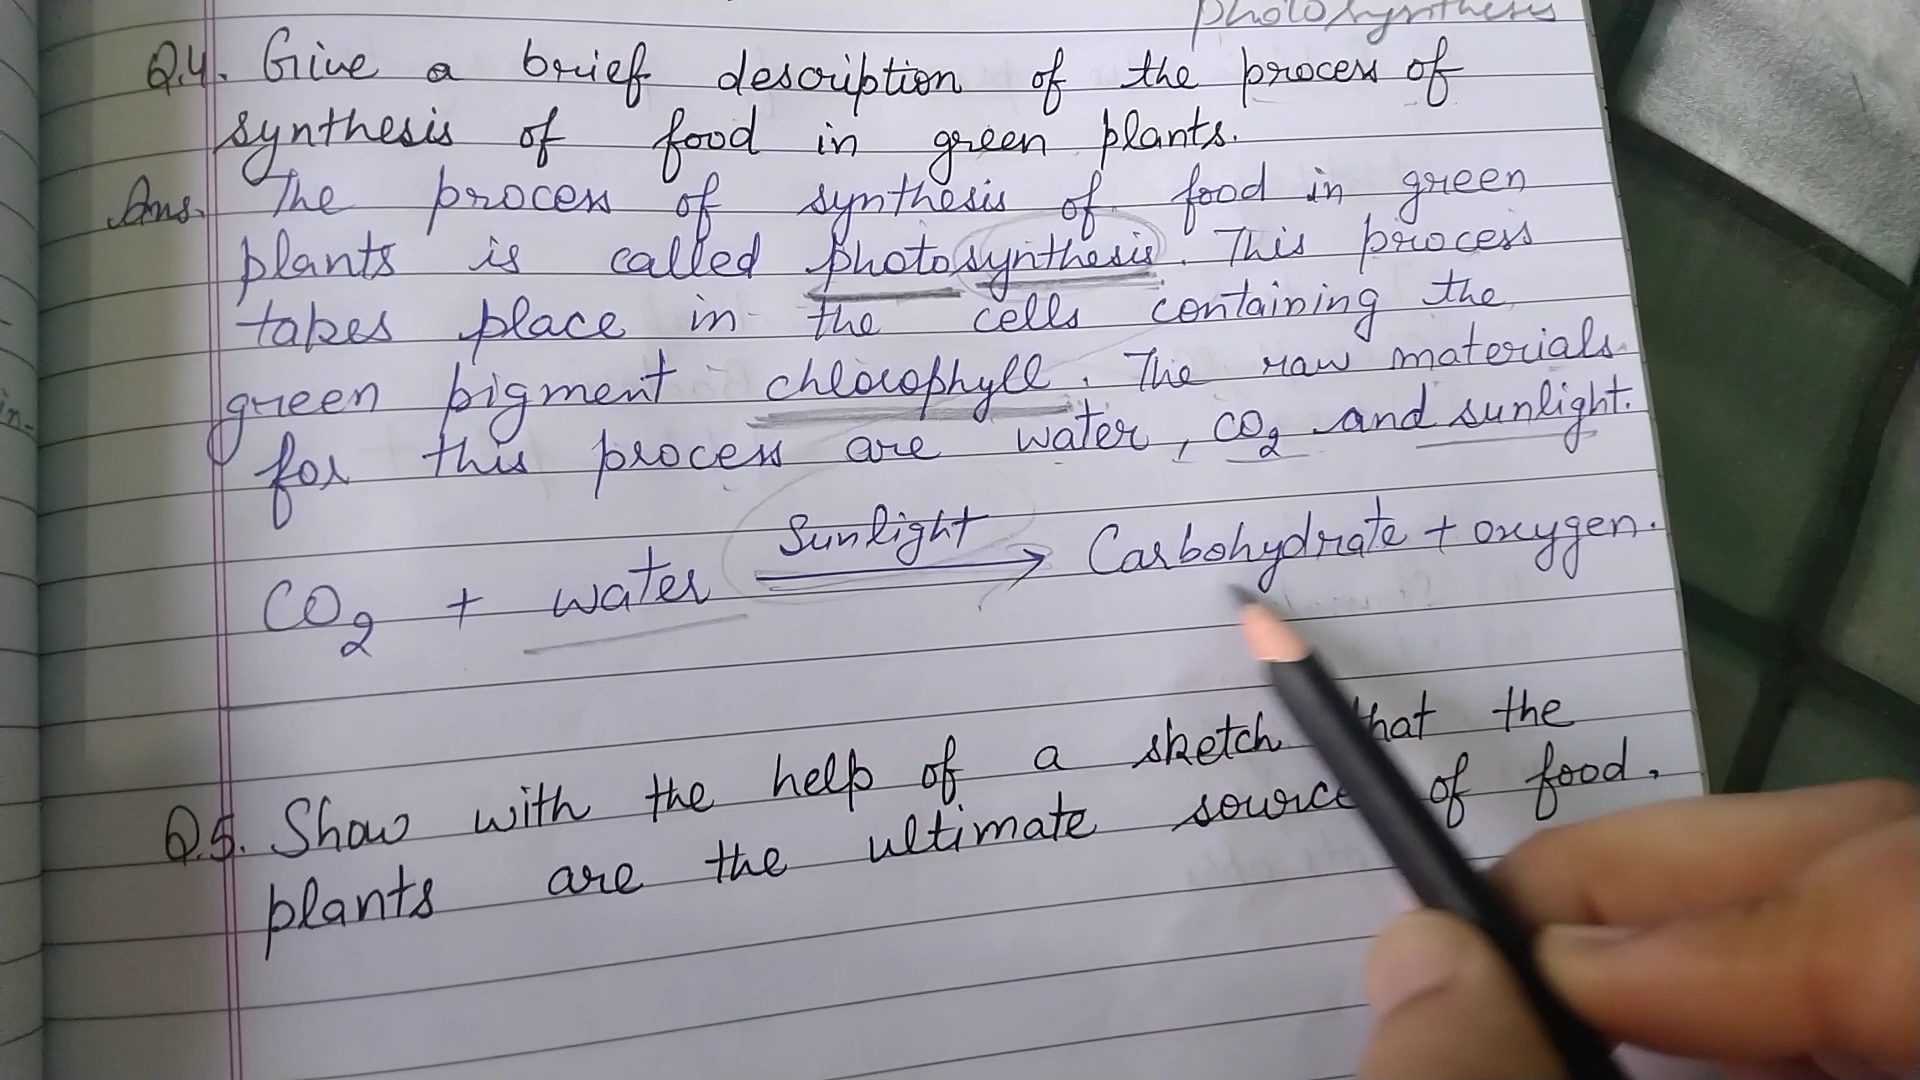 Photosynthesis
Q.4. Give a brief description of the process of
synthesis of food in green plants.
Ans. The process of synthesis of food in green
plants is called photosynthesis. This process
takes place in the cells containing the
green pigment chlorophyll. The raw materials
for this process are water, CO2 and sunlight.
Sunlight
CO2 + water → Carbohydrate + oxygen.
Q.5. Show with the help of a sketch that the
plants are the ultimate source of food.